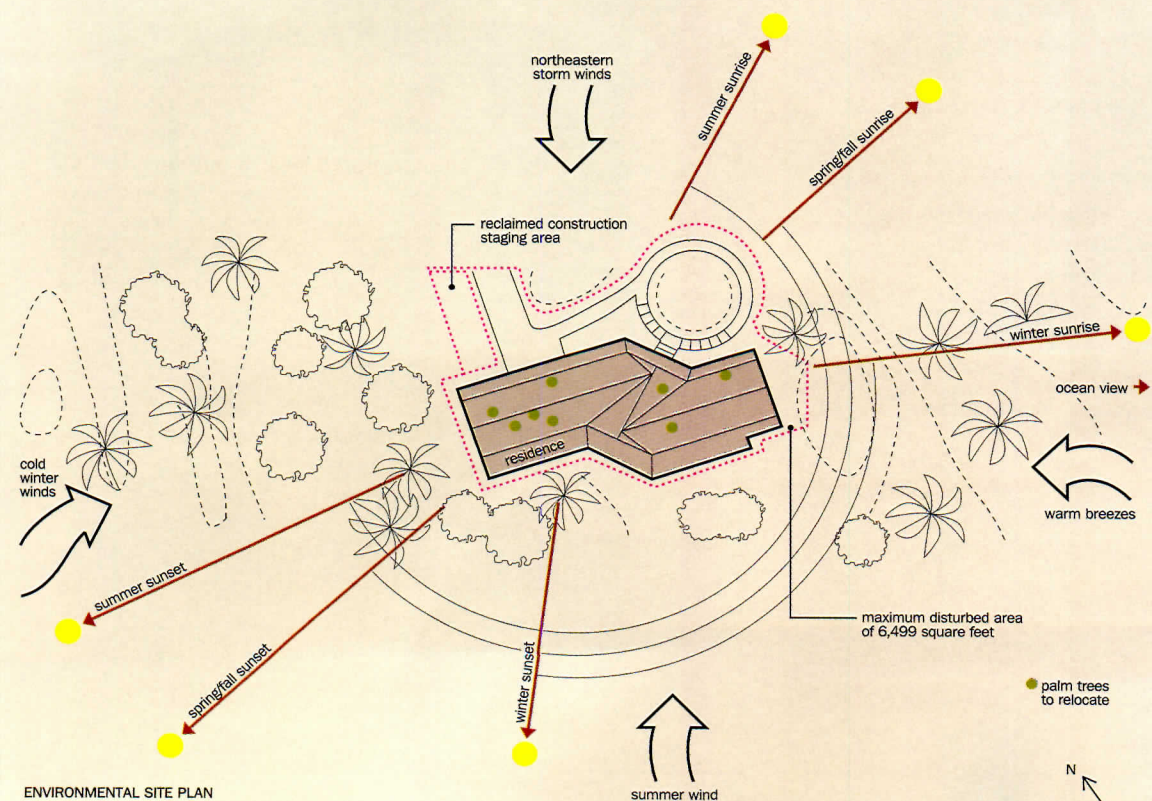 northeastern
storm winds
summer sunrise
spring/fall sunrise
reclaimed construction
staging area
winter sunrise
ocean view
residence
cold
winter
winds
warm breezes
summer sunset
maximum disturbed area
of 6,499 square feet
spring/fall sunset
winter sunset
palm trees
to relocate
N
ENVIRONMENTAL SITE PLAN
summer wind